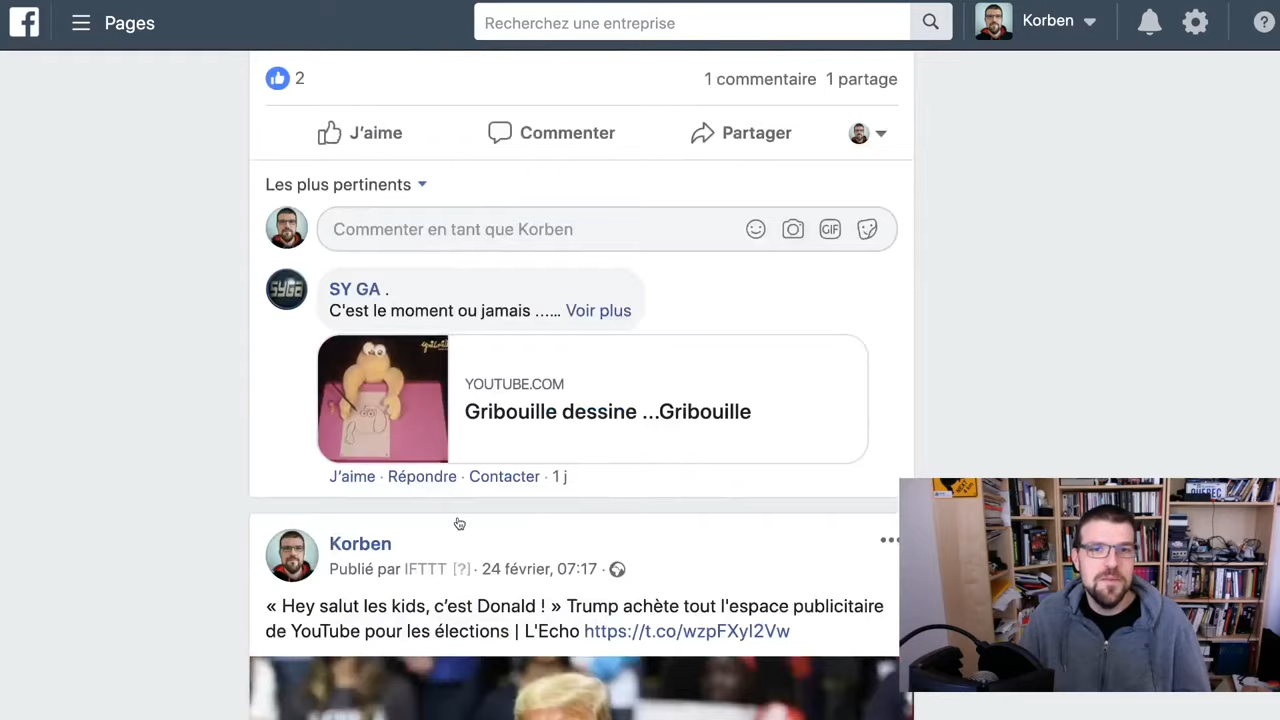 Pages
Recherchez une entreprise
Korben
2
1 commentaire 1 partage
J'aime
Commenter
Partager
Les plus pertinents
Commenter en tant que Korben
GIF
SYGA
SY GA .
C'est le moment ou jamais ...... Voir plus
YOUTUBE.COM
Gribouille dessine ...Gribouille
J'aime · Répondre · Contacter · 1 j
Korben
Publié par IFTTT [?] · 24 février, 07:17 ·
« Hey salut les kids, c'est Donald ! » Trump achète tout l'espace publicitaire
de YouTube pour les élections | L'Echo https://t.co/wzpFXyI2Vw
QUÉBEC